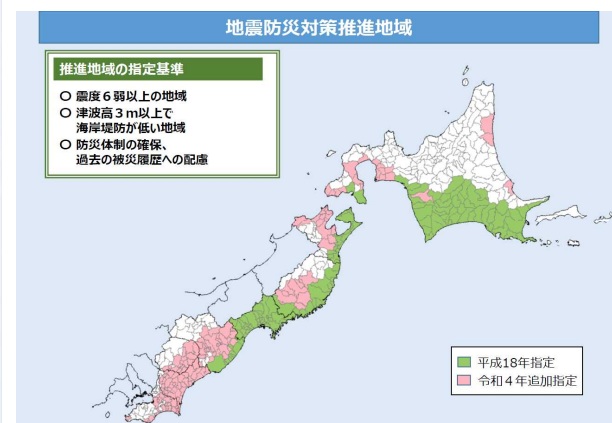 地震防災対策推進地域
推進地域の指定基準
○ 震度６弱以上の地域
○ 津波高３ｍ以上で
海岸堤防が低い地域
○ 防災体制の確保、
過去の被災履歴への配慮
平成18年指定
令和４年追加指定